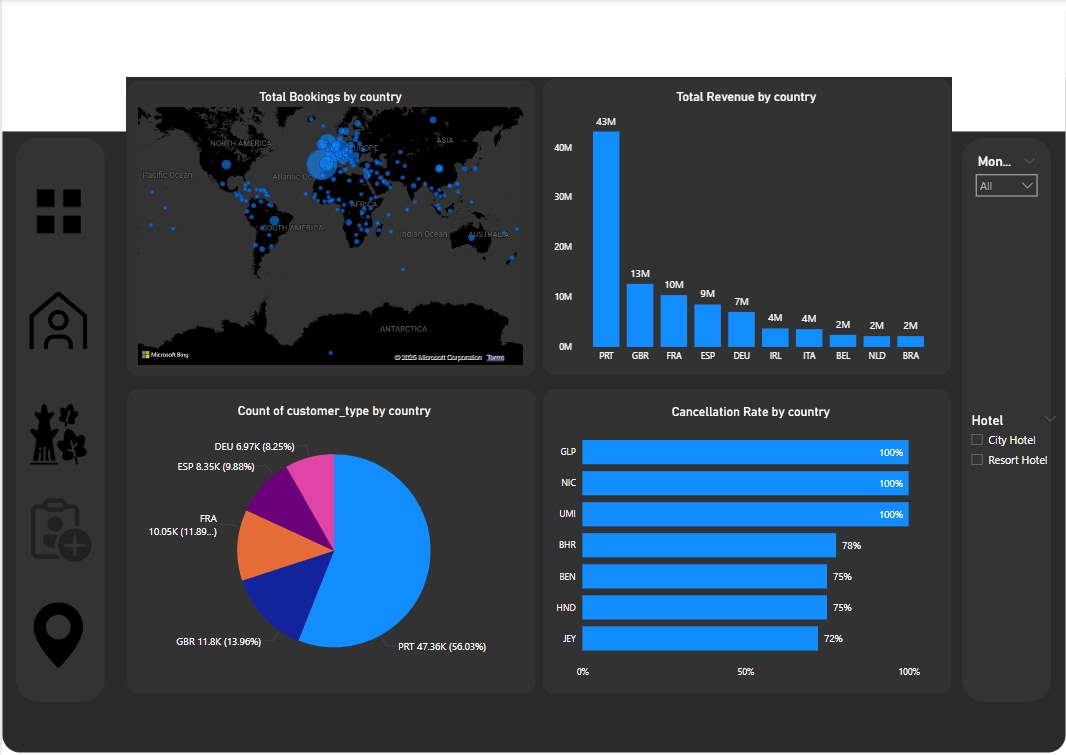 Total Bookings by country
NORTH AMERICA
ASIA
EUROPE
Pacific Ocean
Atlantic Ocean
AFRICA
SOUTH AMERICA
Indian Ocean
AUSTRALIA
ANTARCTICA
Microsoft Bing
© 2025 Microsoft Corporation Terms
Total Revenue by country
43M
40M
30M
20M
13M
10M
10M
9M
7M
4M
4M
2M
2M
2M
0M
PRT GBR FRA ESP DEU IRL ITA BEL NLD BRA
Mon...
All
Count of customer_type by country
DEU 6.97K (8.25%)
ESP 8.35K (9.88%)
FRA
10.05K (11.89...)
GBR 11.8K (13.96%)
PRT 47.36K (56.03%)
Cancellation Rate by country
GLP 100%
NIC 100%
UMI 100%
BHR 78%
BEN 75%
HND 75%
JEY 72%
0% 50% 100%
Hotel
City Hotel
Resort Hotel